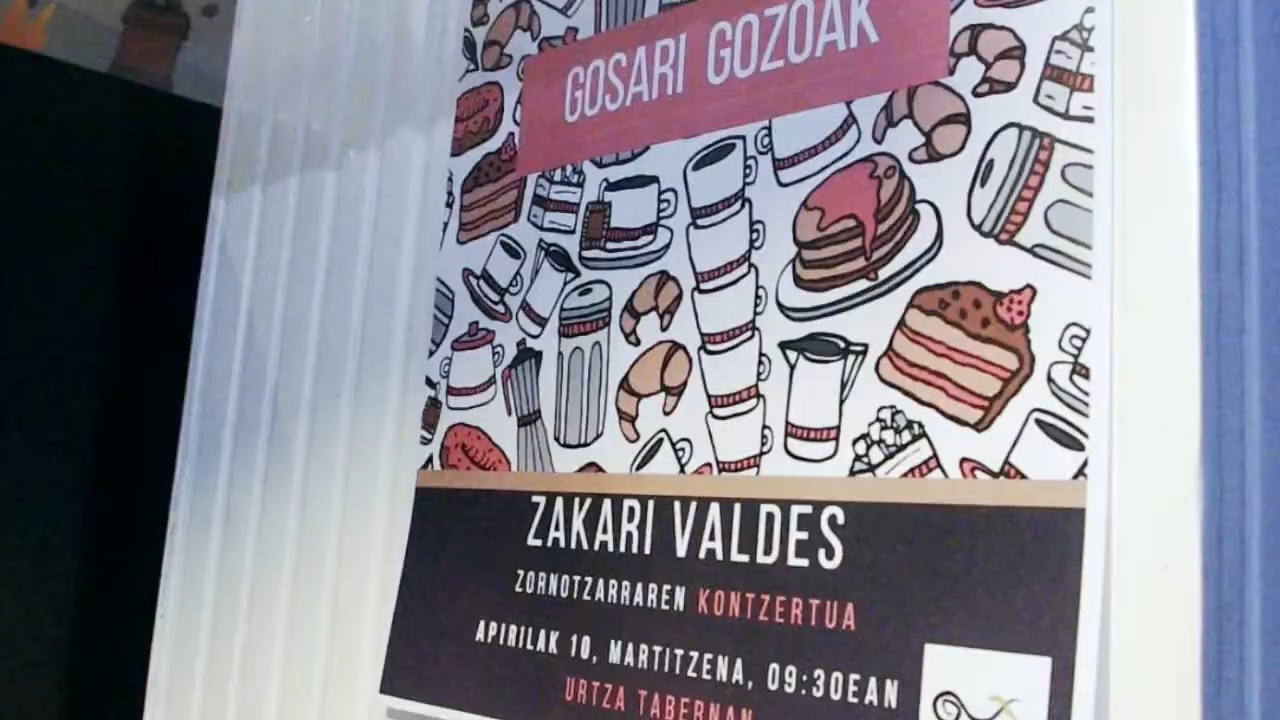 GOSARI GOZOAK
ZAKARI VALDES
ZORNOTZARRAREN KONTZERTUA
APIRILAK 10, MARTITZENA, 09:30EAN
URTZA TABERNAN